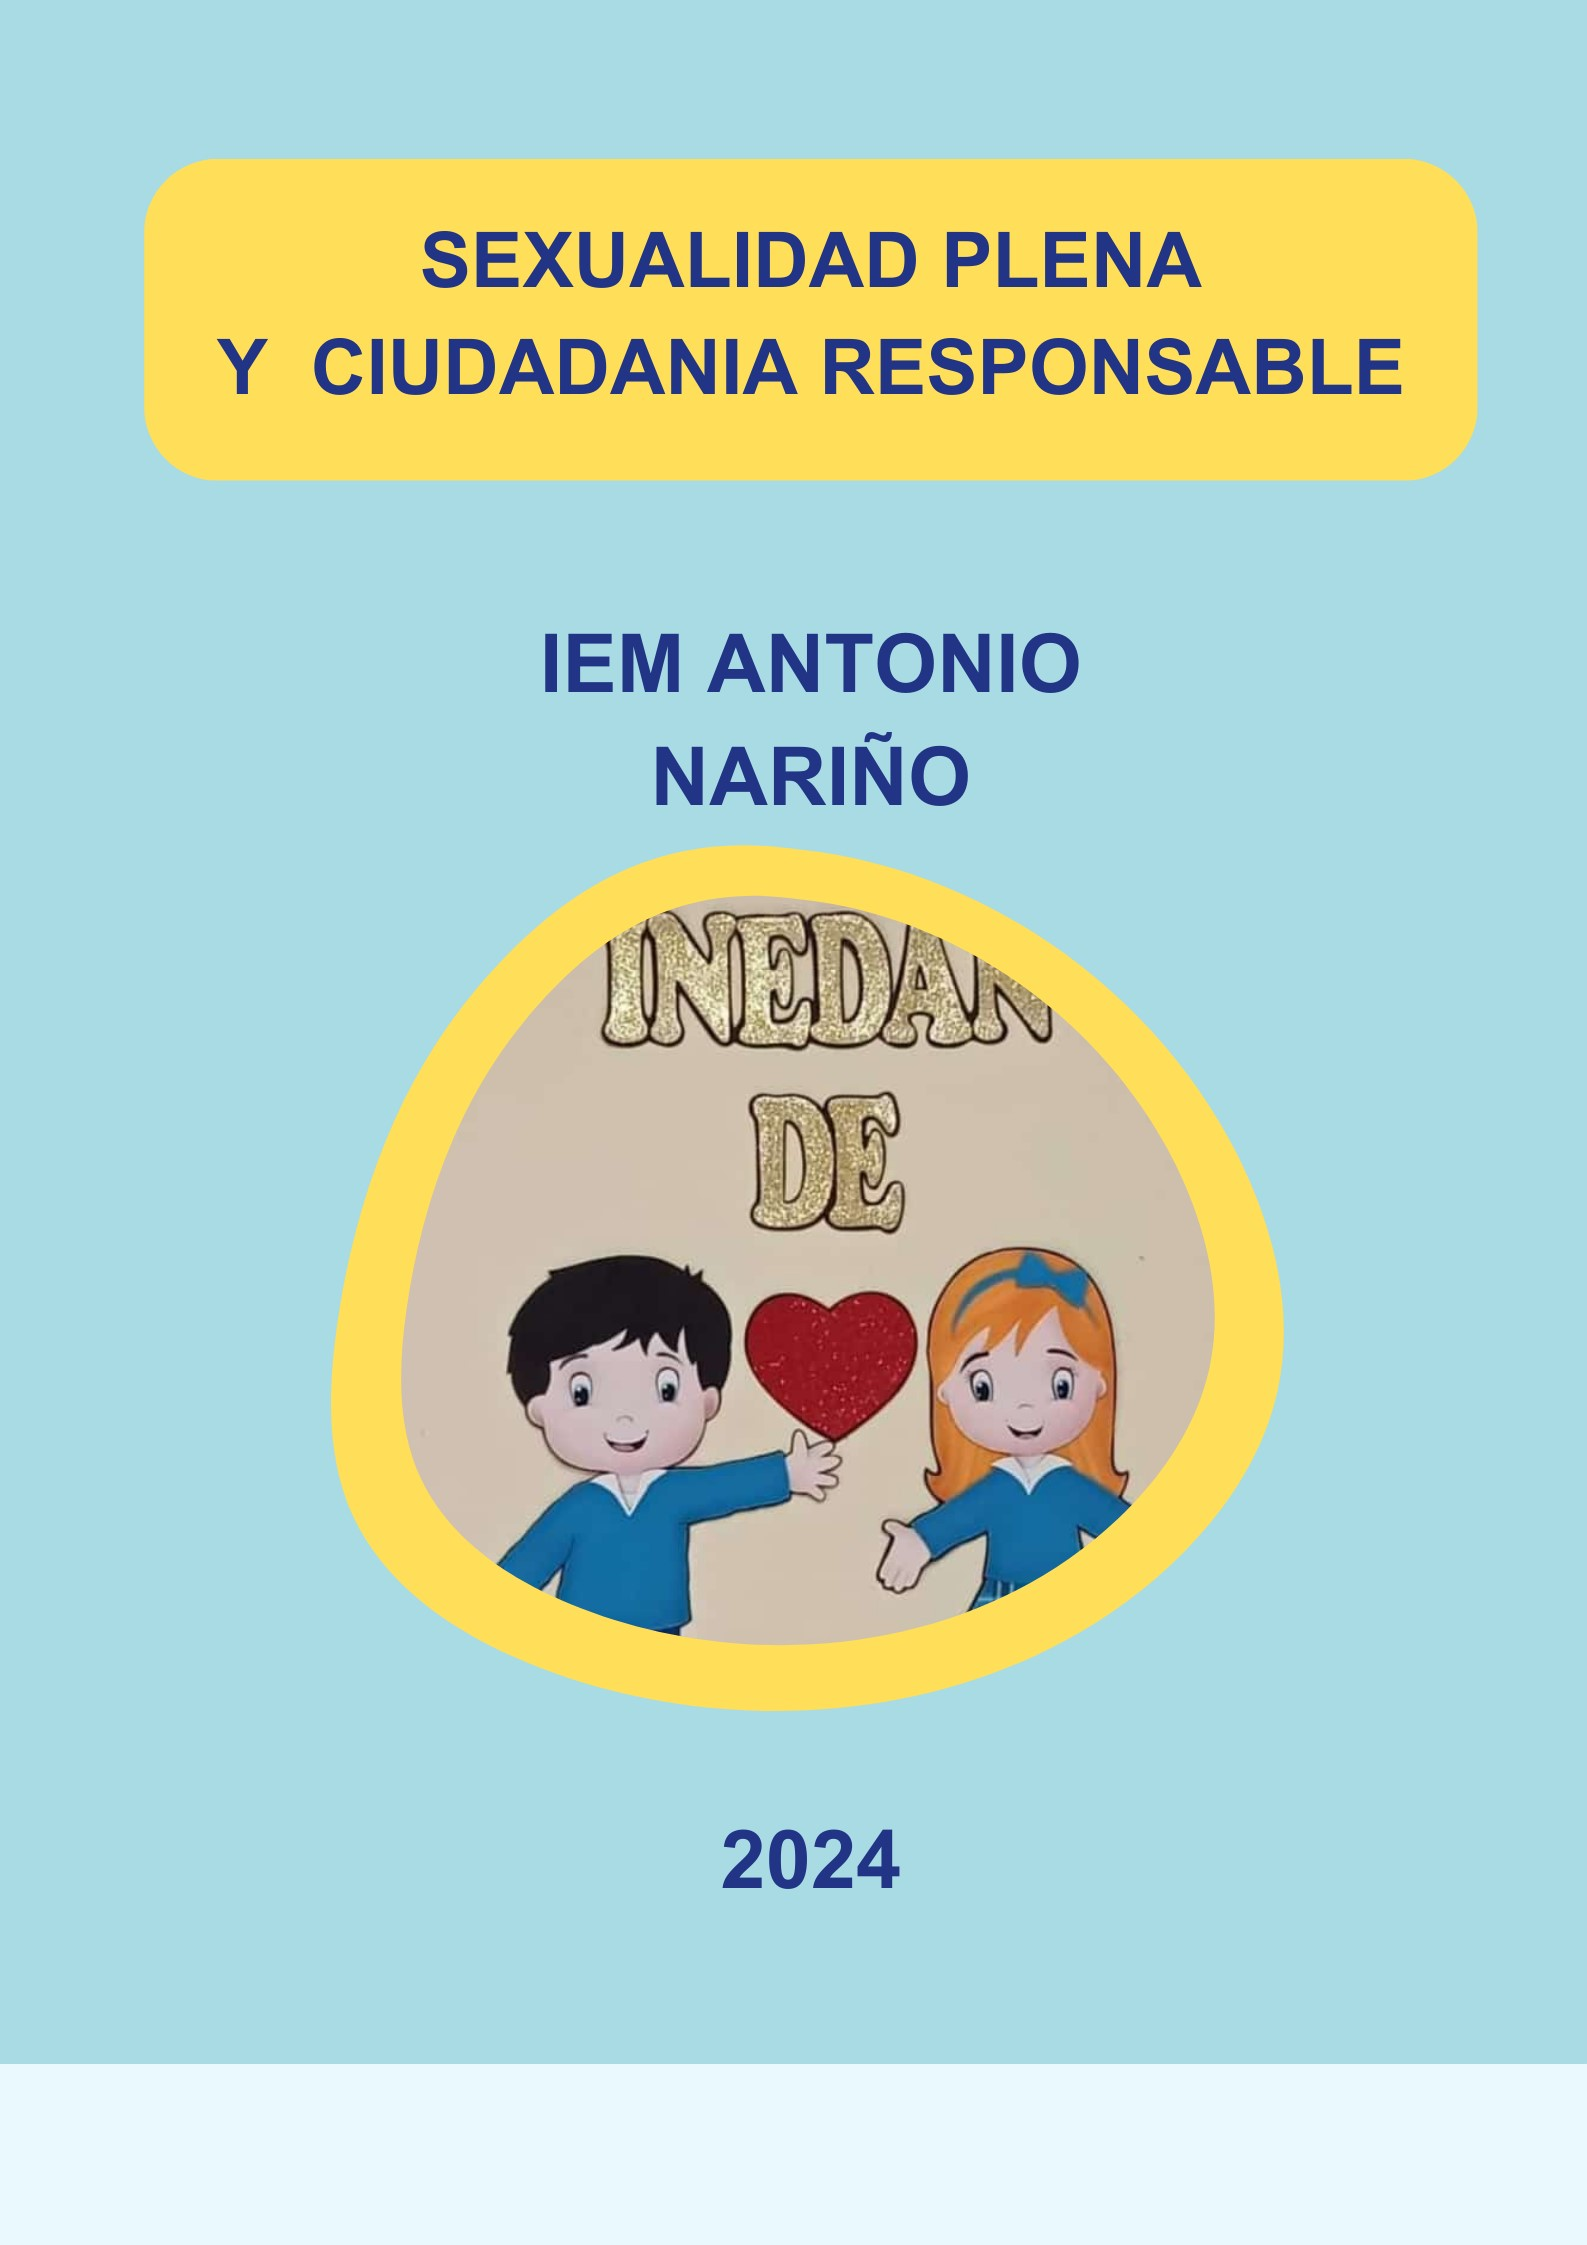 SEXUALIDAD PLENA
Y CIUDADANIA RESPONSABLE
IEM ANTONIO
NARIÑO
INEDAN
DE
2024